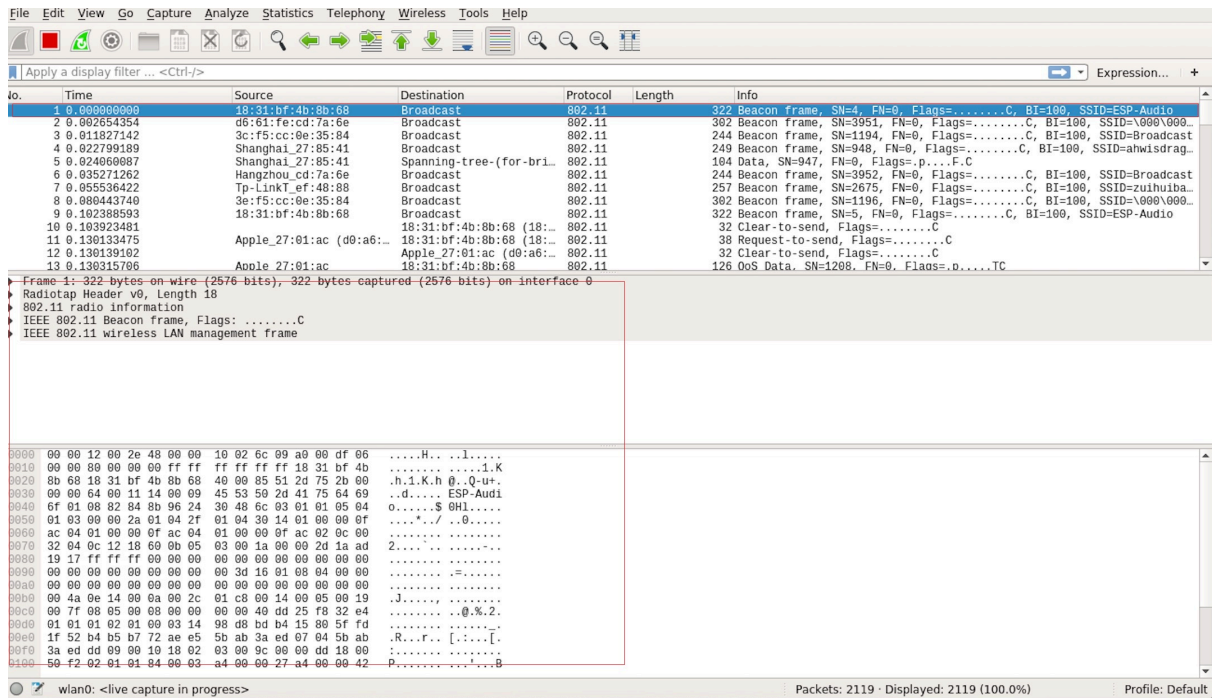 File Edit View Go Capture Analyze Statistics Telephony Wireless Tools Help
Apply a display filter ... <Ctrl-/> Expression... +
No. Time Source Destination Protocol Length Info
1 0.000000000 18:31:bf:4b:8b:68 Broadcast 802.11 322 Beacon frame, SN=4, FN=0, Flags=........C, BI=100, SSID=ESP-Audio
2 0.002654354 d6:61:fe:cd:7a:6e Broadcast 802.11 302 Beacon frame, SN=3951, FN=0, Flags=........C, BI=100, SSID=\000\000…
3 0.011827142 3c:f5:cc:0e:35:84 Broadcast 802.11 244 Beacon frame, SN=1194, FN=0, Flags=........C, BI=100, SSID=Broadcast
4 0.022799189 Shanghai_27:85:41 Broadcast 802.11 249 Beacon frame, SN=948, FN=0, Flags=........C, BI=100, SSID=ahwisdrag…
5 0.024060087 Shanghai_27:85:41 Spanning-tree-(for-bri… 802.11 104 Data, SN=947, FN=0, Flags=.p....F.C
6 0.035271262 Hangzhou_cd:7a:6e Broadcast 802.11 244 Beacon frame, SN=3952, FN=0, Flags=........C, BI=100, SSID=Broadcast
7 0.055536422 Tp-LinkT_ef:48:88 Broadcast 802.11 257 Beacon frame, SN=2675, FN=0, Flags=........C, BI=100, SSID=zuihuiba…
8 0.080443740 3e:f5:cc:0e:35:84 Broadcast 802.11 302 Beacon frame, SN=1196, FN=0, Flags=........C, BI=100, SSID=\000\000…
9 0.102388593 18:31:bf:4b:8b:68 Broadcast 802.11 322 Beacon frame, SN=5, FN=0, Flags=........C, BI=100, SSID=ESP-Audio
10 0.103923481 18:31:bf:4b:8b:68 (18:… 802.11 32 Clear-to-send, Flags=........C
11 0.130133475 Apple_27:01:ac (d0:a6:… 18:31:bf:4b:8b:68 (18:… 802.11 38 Request-to-send, Flags=........C
12 0.130139102 Apple_27:01:ac (d0:a6:… 802.11 32 Clear-to-send, Flags=........C
13 0.130315706 Apple_27:01:ac 18:31:bf:4b:8b:68 802.11 126 QoS Data, SN=1208, FN=0, Flags=.p.....TC
Frame 1: 322 bytes on wire (2576 bits), 322 bytes captured (2576 bits) on interface 0
Radiotap Header v0, Length 18
802.11 radio information
IEEE 802.11 Beacon frame, Flags: ........C
IEEE 802.11 wireless LAN management frame
0000 00 00 12 00 2e 48 00 00 10 02 6c 09 a0 00 df 06 .....H.. ..l.....
0010 00 00 80 00 00 00 ff ff ff ff ff ff 18 31 bf 4b ........ .....1.K
0020 8b 68 18 31 bf 4b 8b 68 40 00 85 51 2d 75 2b 00 .h.1.K.h @..Q-u+.
0030 00 00 64 00 11 14 00 09 45 53 50 2d 41 75 64 69 ..d..... ESP-Audi
0040 6f 01 08 82 84 8b 96 24 30 48 6c 03 01 01 05 04 o......$ 0Hl.....
0050 01 03 00 00 2a 01 04 2f 01 04 30 14 01 00 00 0f ....*../ ..0.....
0060 ac 04 01 00 00 0f ac 04 01 00 00 0f ac 02 0c 00 ........ ........
0070 32 04 0c 12 18 60 0b 05 03 00 1a 00 00 2d 1a ad 2....`.. .....-..
0080 19 17 ff ff ff 00 00 00 00 00 00 00 00 00 00 00 ........ ........
0090 00 00 00 00 00 00 00 00 00 3d 16 01 08 04 00 00 ........ .=......
00a0 00 00 00 00 00 00 00 00 00 00 00 00 00 00 00 00 ........ ........
00b0 00 4a 0e 14 00 0a 00 2c 01 c8 00 14 00 05 00 19 .J....., ........
00c0 00 7f 08 05 00 08 00 00 00 00 40 dd 25 f8 32 e4 ........ ..@.%.2.
00d0 01 01 01 02 01 00 03 14 98 d8 bd b4 15 80 5f fd ........ ......_.
00e0 1f 52 b4 b5 b7 72 ae e5 5b ab 3a ed 07 04 5b ab .R...r.. [.:...[.
00f0 3a ed dd 09 00 10 18 02 03 00 9c 00 00 dd 18 00 :....... ........
0100 50 f2 02 01 01 84 00 03 a4 00 00 27 a4 00 00 42 P....... ...'...B
wlan0: <live capture in progress> Packets: 2119 · Displayed: 2119 (100.0%) Profile: Default